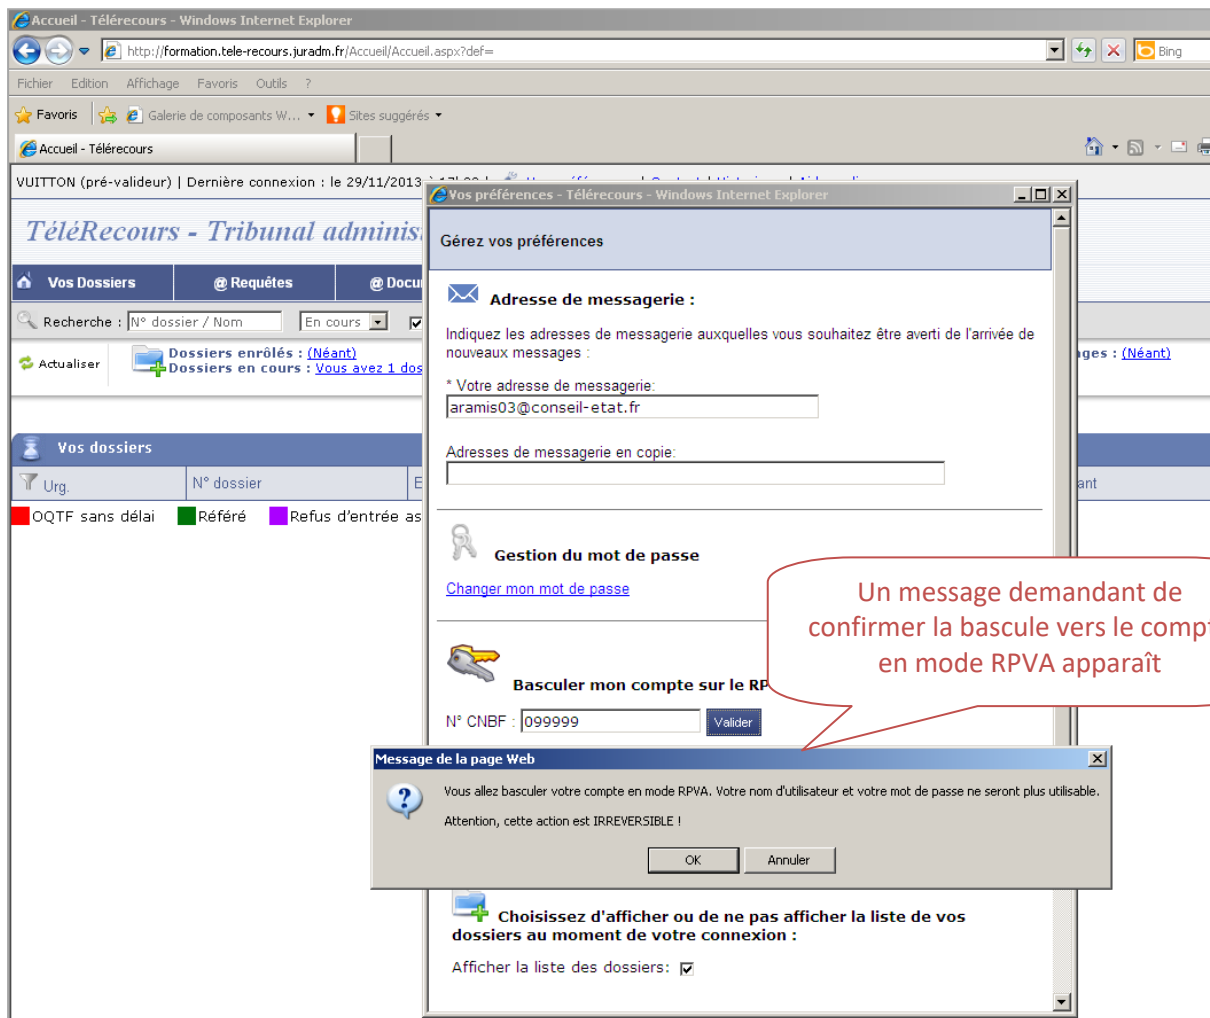 Accueil - Télérecours - Windows Internet Explorer
http://formation.tele-recours.juradm.fr/Accueil/Accueil.aspx?def=
Bing
Fichier Edition Affichage Favoris Outils ?
Favoris Galerie de composants W... Sites suggérés
Accueil - Télérecours
VUITTON (pré-valideur) | Dernière connexion : le 29/11/2013
TéléRecours - Tribunal adminis
Vos Dossiers @ Requêtes @ Docu
Recherche : N° dossier / Nom En cours
Actualiser
Dossiers enrôlés : (Néant)
Dossiers en cours : Vous avez 1 dos
ages : (Néant)
Vos dossiers
Urg. N° dossier E ant
OQTF sans délai Référé Refus d'entrée as
Vos préférences - Télérecours - Windows Internet Explorer
Gérez vos préférences
Adresse de messagerie :
Indiquez les adresses de messagerie auxquelles vous souhaitez être averti de l'arrivée de
nouveaux messages :
* Votre adresse de messagerie:
aramis03@conseil-etat.fr
Adresses de messagerie en copie:
Gestion du mot de passe
Changer mon mot de passe
Un message demandant de
confirmer la bascule vers le compt
en mode RPVA apparaît
Basculer mon compte sur le RP
N° CNBF : 099999 Valider
Message de la page Web
Vous allez basculer votre compte en mode RPVA. Votre nom d'utilisateur et votre mot de passe ne seront plus utilisable.
Attention, cette action est IRREVERSIBLE !
OK Annuler
Choisissez d'afficher ou de ne pas afficher la liste de vos
dossiers au moment de votre connexion :
Afficher la liste des dossiers: